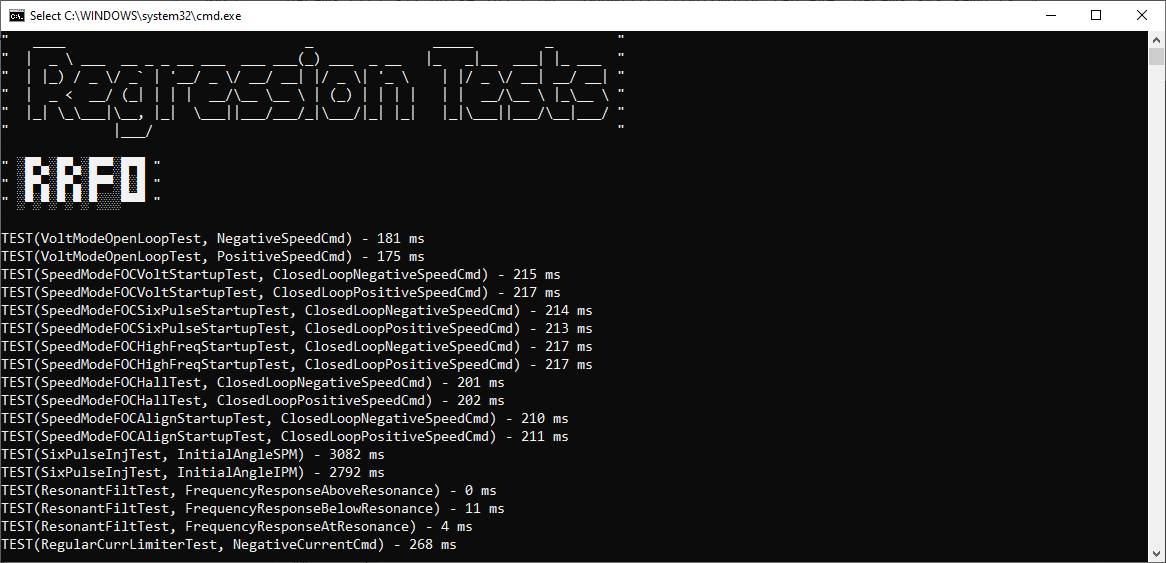 Select C:\WINDOWS\system32\cmd.exe
Regression Tests
RRFO
TEST(VoltModeOpenLoopTest, NegativeSpeedCmd) - 181 ms
TEST(VoltModeOpenLoopTest, PositiveSpeedCmd) - 175 ms
TEST(SpeedModeFOCVoltStartupTest, ClosedLoopNegativeSpeedCmd) - 215 ms
TEST(SpeedModeFOCVoltStartupTest, ClosedLoopPositiveSpeedCmd) - 217 ms
TEST(SpeedModeFOCSixPulseStartupTest, ClosedLoopNegativeSpeedCmd) - 214 ms
TEST(SpeedModeFOCSixPulseStartupTest, ClosedLoopPositiveSpeedCmd) - 213 ms
TEST(SpeedModeFOCHighFreqStartupTest, ClosedLoopNegativeSpeedCmd) - 217 ms
TEST(SpeedModeFOCHighFreqStartupTest, ClosedLoopPositiveSpeedCmd) - 217 ms
TEST(SpeedModeFOCHallTest, ClosedLoopNegativeSpeedCmd) - 201 ms
TEST(SpeedModeFOCHallTest, ClosedLoopPositiveSpeedCmd) - 202 ms
TEST(SpeedModeFOCAlignStartupTest, ClosedLoopNegativeSpeedCmd) - 210 ms
TEST(SpeedModeFOCAlignStartupTest, ClosedLoopPositiveSpeedCmd) - 211 ms
TEST(SixPulseInjTest, InitialAngleSPM) - 3082 ms
TEST(SixPulseInjTest, InitialAngleIPM) - 2792 ms
TEST(ResonantFiltTest, FrequencyResponseAboveResonance) - 0 ms
TEST(ResonantFiltTest, FrequencyResponseBelowResonance) - 11 ms
TEST(ResonantFiltTest, FrequencyResponseAtResonance) - 4 ms
TEST(RegularCurrLimiterTest, NegativeCurrentCmd) - 268 ms